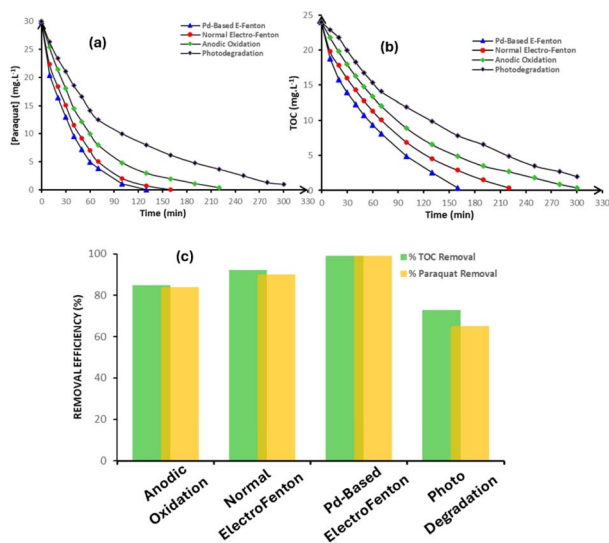 (a)
Pd-Based E-Fenton
Normal Electro-Fenton
Anodic Oxidation
Photodegradation
[Paraquat] (mg.L-1)
30
25
20
15
10
5
0
0 30 60 90 120 150 180 210 240 270 300 330
Time (min)
(b)
Pd-Based E-Fenton
Normal Electro-Fenton
Anodic Oxidation
Photodegradation
TOC (mg.L-1)
25
20
15
10
5
0
0 30 60 90 120 150 180 210 240 270 300 330
Time (min)
(c)
% TOC Removal
% Paraquat Removal
REMOVAL EFFICIENCY (%)
100
80
60
40
20
0
Anodic
Oxidation
Normal
ElectroFenton
Pd-Based
ElectroFenton
Photo
Degradation